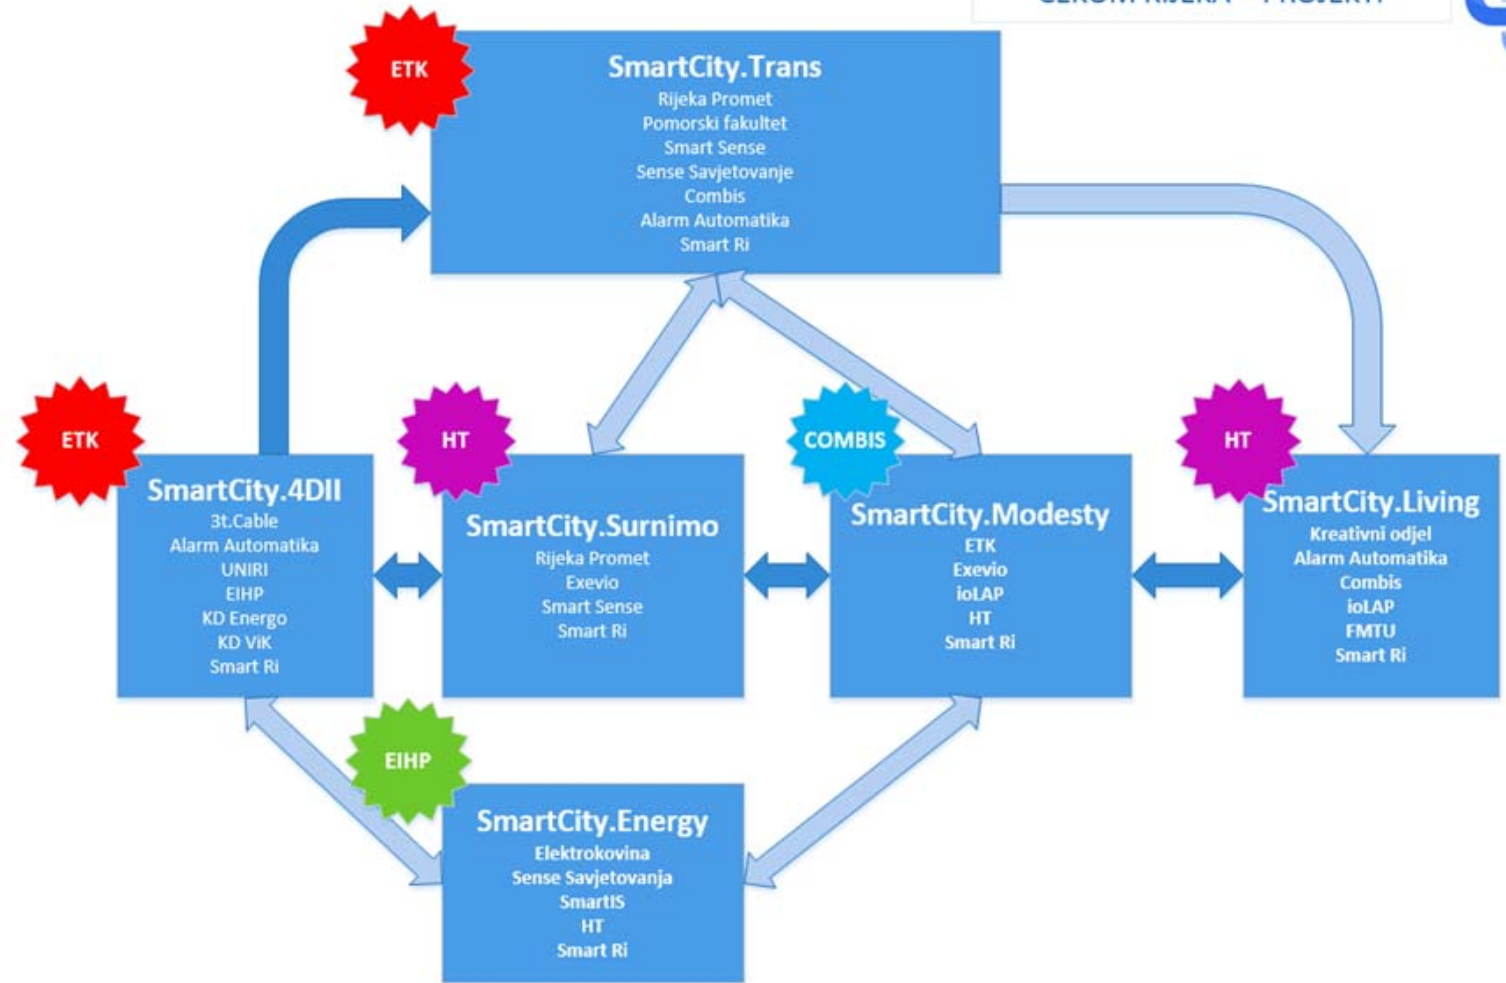 ETK
SmartCity.Trans
Rijeka Promet
Pomorski fakultet
Smart Sense
Sense Savjetovanje
Combis
Alarm Automatika
Smart Ri
ETK
SmartCity.4DII
3t.Cable
Alarm Automatika
UNIRI
EIHP
KD Energo
KD ViK
Smart Ri
HT
SmartCity.Surnimo
Rijeka Promet
Exevio
Smart Sense
Smart Ri
COMBIS
SmartCity.Modesty
ETK
Exevio
ioLAP
HT
Smart Ri
HT
SmartCity.Living
Kreativni odjel
Alarm Automatika
Combis
ioLAP
FMTU
Smart Ri
EIHP
SmartCity.Energy
Elektrokovina
Sense Savjetovanja
SmartIS
HT
Smart Ri